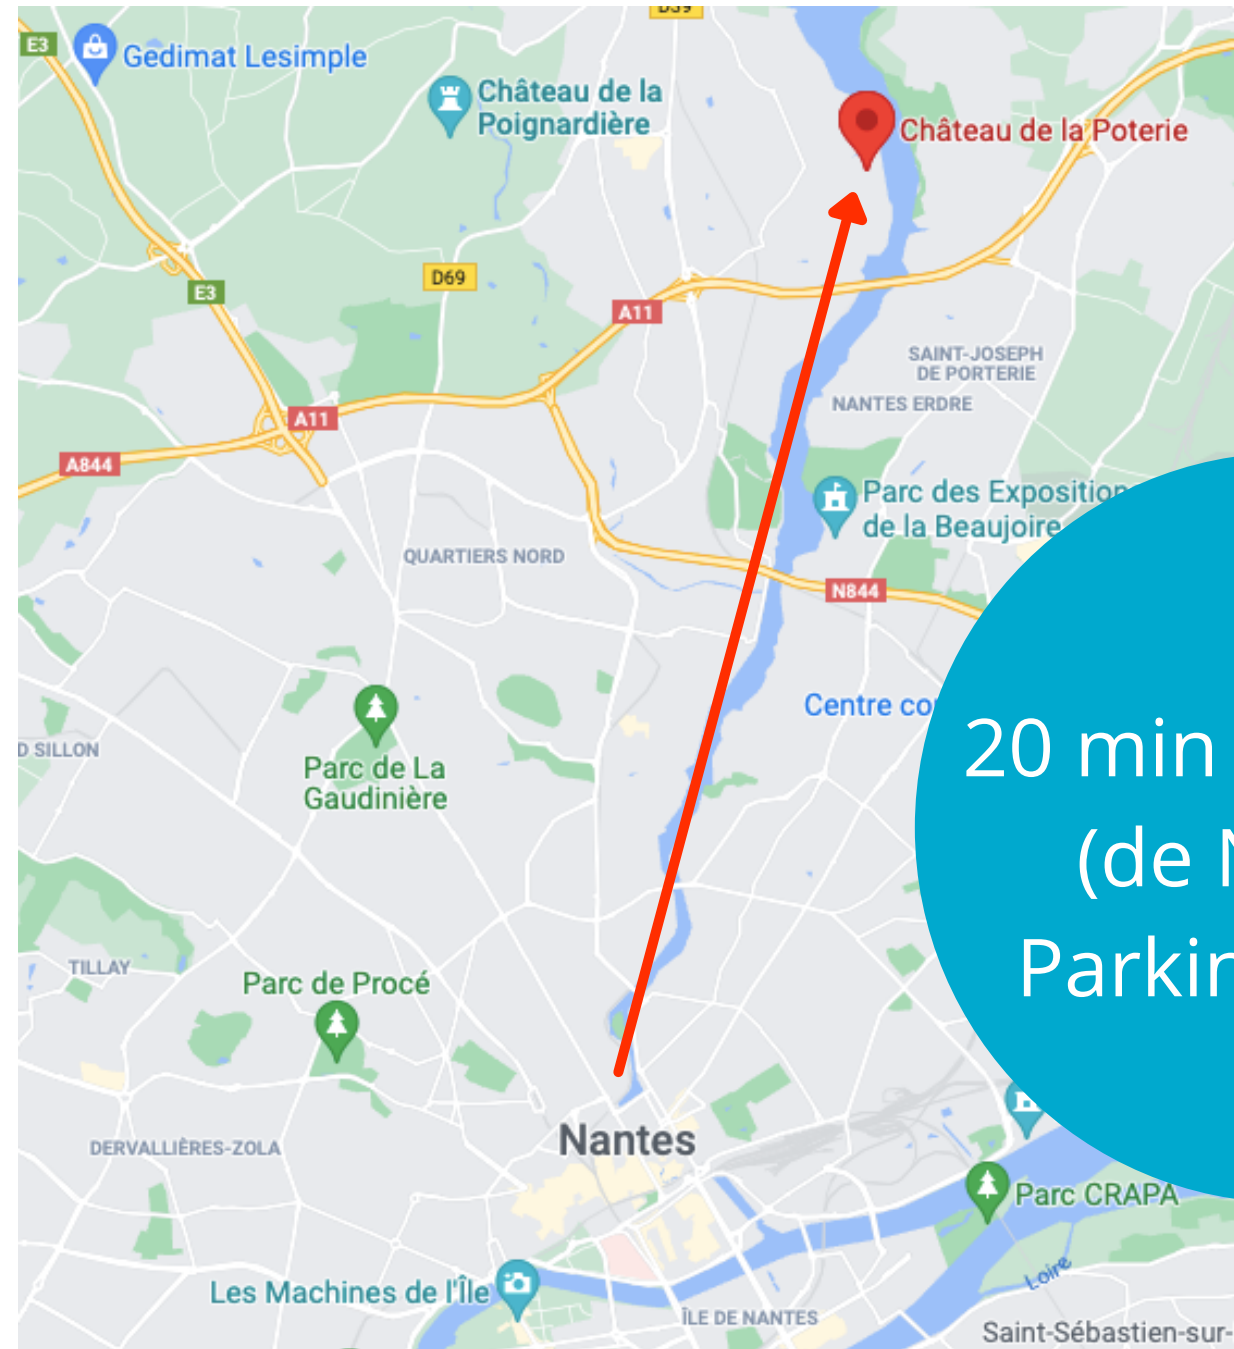 D39
E3
Gedimat Lesimple
Château de la
Poignardière
Château de la Poterie
D69
E3
A11
SAINT-JOSEPH
DE PORTERIE
NANTES ERDRE
A11
A844
Parc des Exposition
de la Beaujoire
QUARTIERS NORD
N844
Centre co
20 min
(de N
Parkin
D SILLON
Parc de La
Gaudinière
TILLAY
Parc de Procé
Nantes
DERVALLIÈRES-ZOLA
Parc CRAPA
Loire
Les Machines de l'Île
ÎLE DE NANTES
Saint-Sébastien-sur-